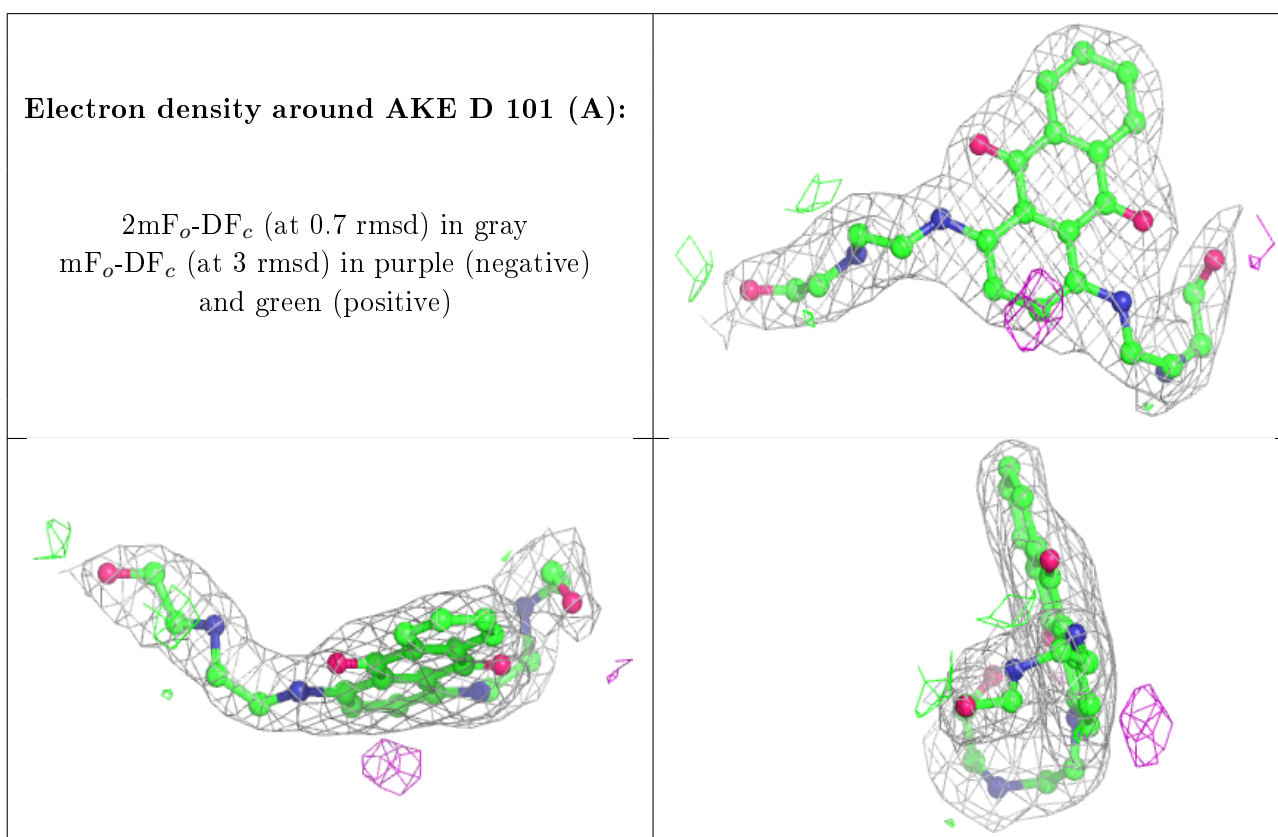 Electron density around AKE D 101 (A):
2mFo-DFc (at 0.7 rmsd) in gray
mFo-DFc (at 3 rmsd) in purple (negative)
and green (positive)